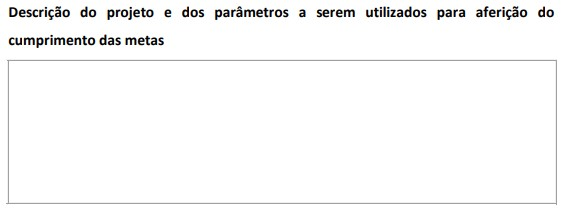 Descrição do projeto e dos parâmetros a serem utilizados para aferição do
cumprimento das metas